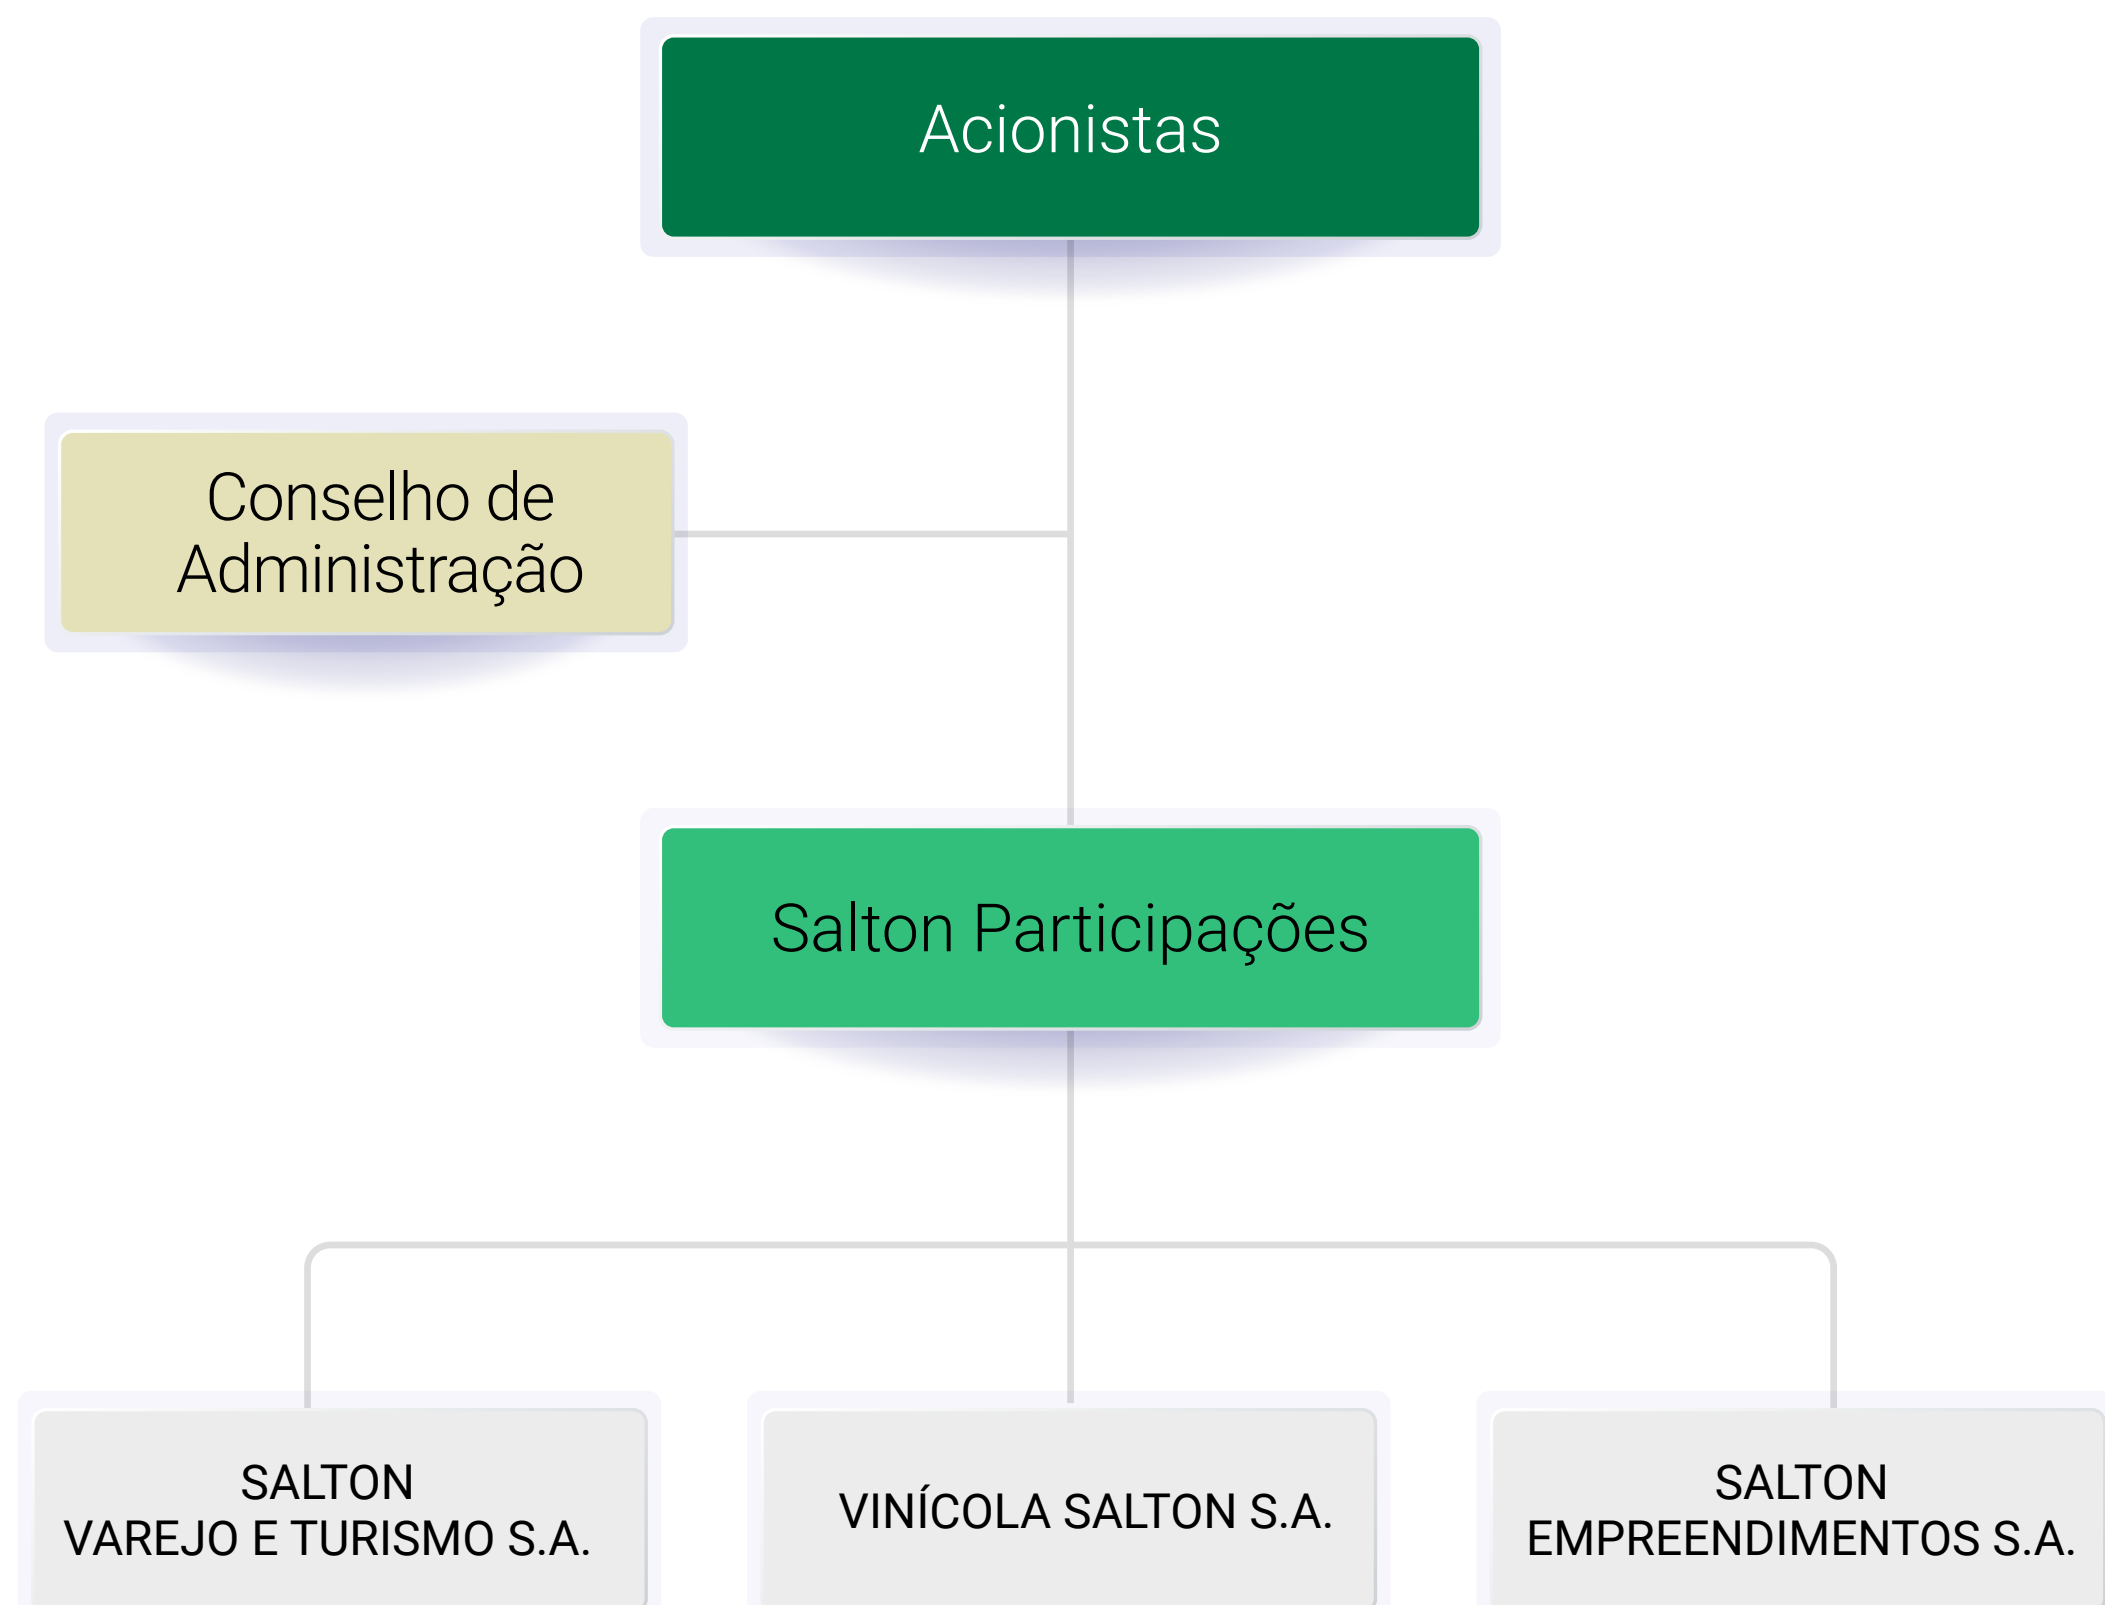 Acionistas
Conselho de
Administração
Salton Participações
SALTON
VAREJO E TURISMO S.A.
VINÍCOLA SALTON S.A.
SALTON
EMPREENDIMENTOS S.A.